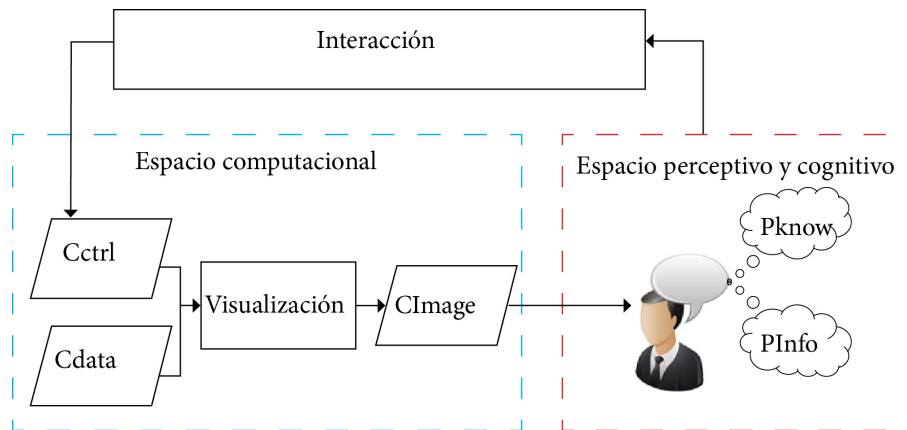 Interacción
Espacio computacional
Espacio perceptivo y cognitivo
Cctrl
Cdata
Visualización
CImage
Pknow
PInfo